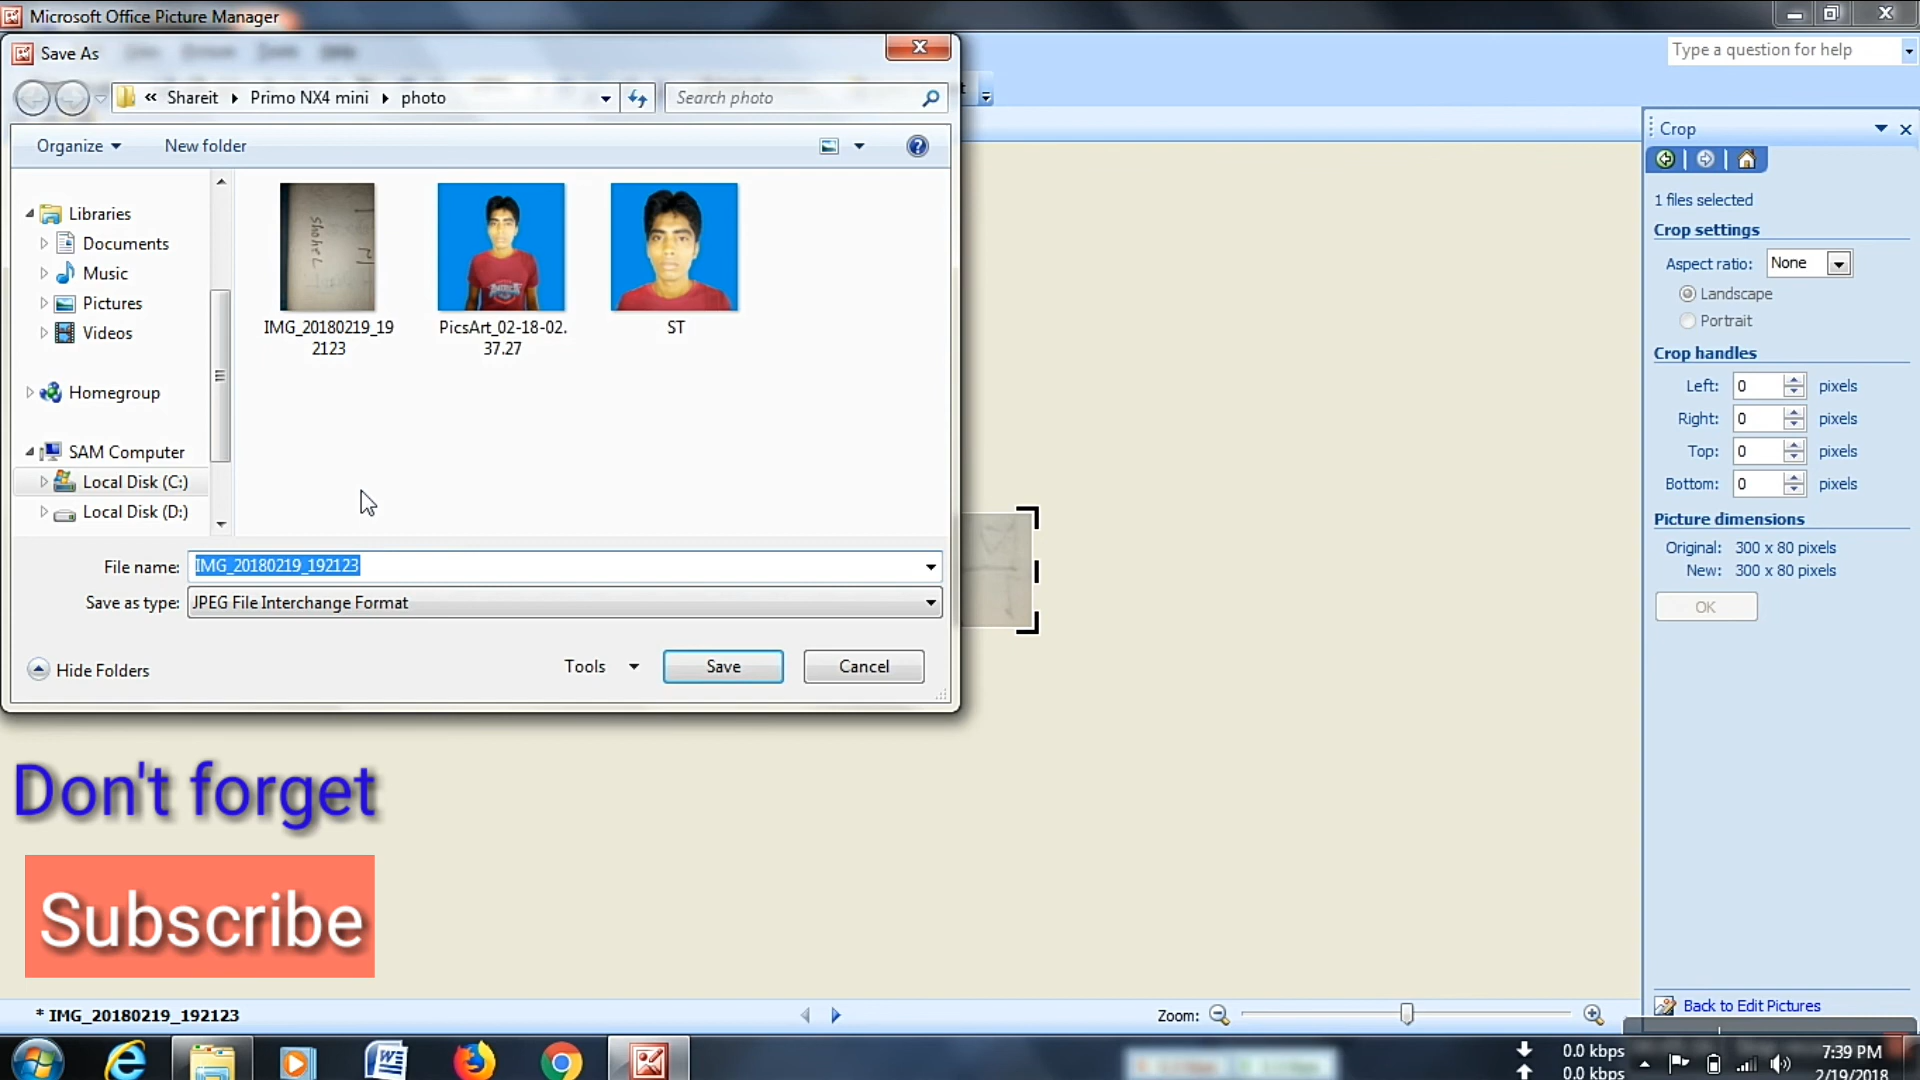 Microsoft Office Picture Manager
Type a question for help
Save As
« Shareit Primo NX4 mini photo
Search photo
Organize
New folder
Libraries
Documents
Music
Pictures
Videos
Homegroup
SAM Computer
Local Disk (C:)
Local Disk (D:)
shoheL
IMG_20180219_19
2123
PicsArt_02-18-02.
37.27
ST
File name: IMG_20180219_192123
Save as type: JPEG File Interchange Format
Hide Folders
Tools
Save
Cancel
Crop
1 files selected
Crop settings
Aspect ratio: None
Landscape
Portrait
Crop handles
Left: 0 pixels
Right: 0 pixels
Top: 0 pixels
Bottom: 0 pixels
Picture dimensions
Original: 300 x 80 pixels
New: 300 x 80 pixels
OK
Don't forget
Subscribe
Back to Edit Pictures
* IMG_20180219_192123
Zoom:
0.0 kbps
0.0 kbps
7:39 PM
2/19/2018